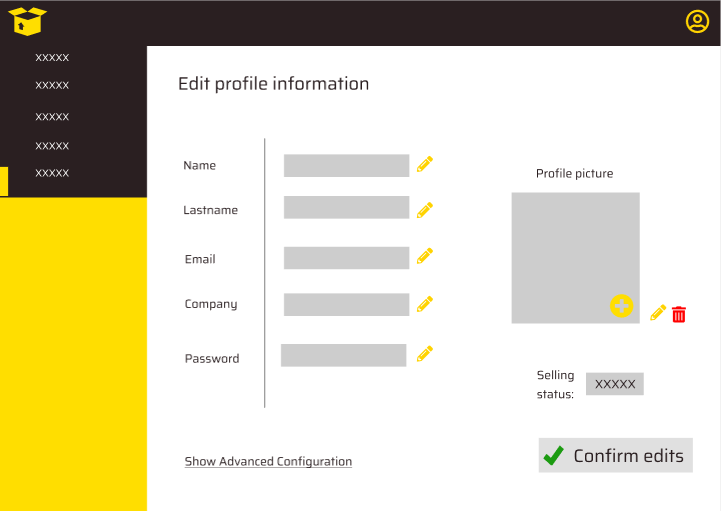 XXXXX
XXXXX
XXXXX
XXXXX
XXXXX
Edit profile information
Name
Lastname
Email
Company
Password
Show Advanced Configuration
Profile picture
Selling
status:
XXXXX
Confirm edits